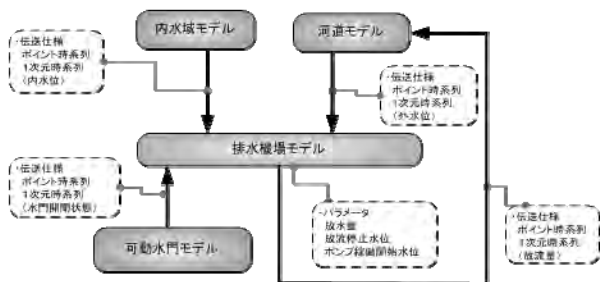 内水域モデル
河道モデル
・伝送仕様
ポイント時系列
1次元時系列
(内水位)
・伝送仕様
ポイント時系列
1次元時系列
(外水位)
排水機場モデル
・伝送仕様
ポイント時系列
1次元時系列
(水門開閉状態)
・パラメータ
放水量
放流停止水位
ポンプ稼働開始水位
・伝送仕様
ポイント時系列
1次元時系列
(放流量)
可動水門モデル